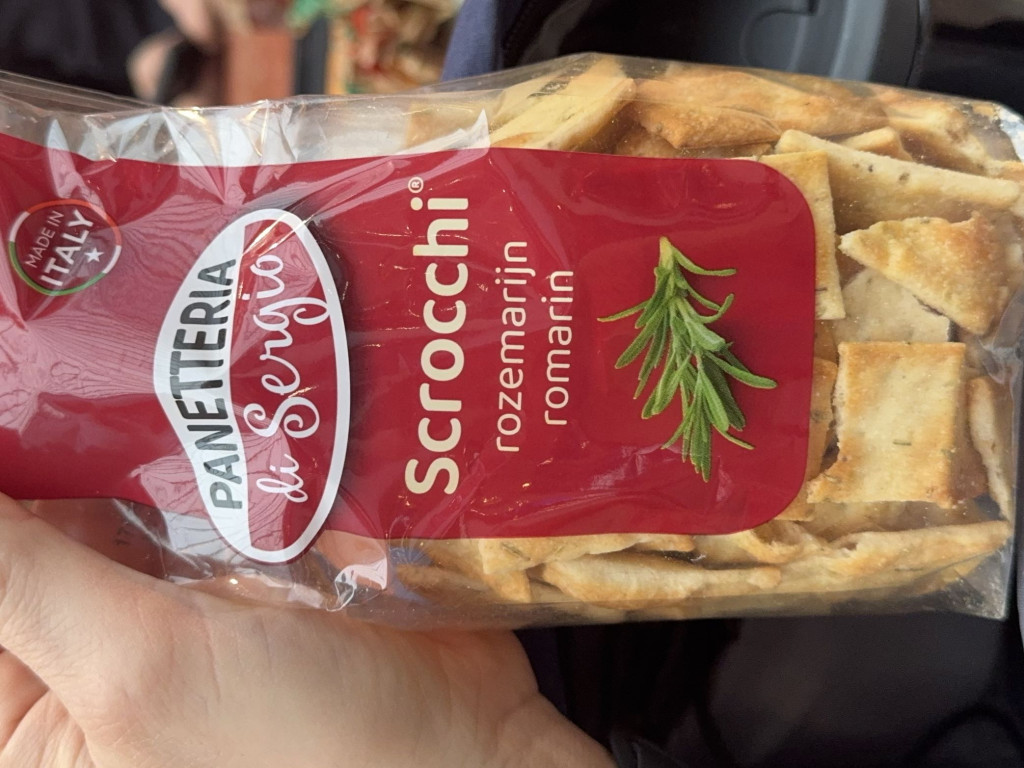 MADE IN
ITALY
PANETTERIA
di Sergio
Scrocchi®
rozemarijn
romarin